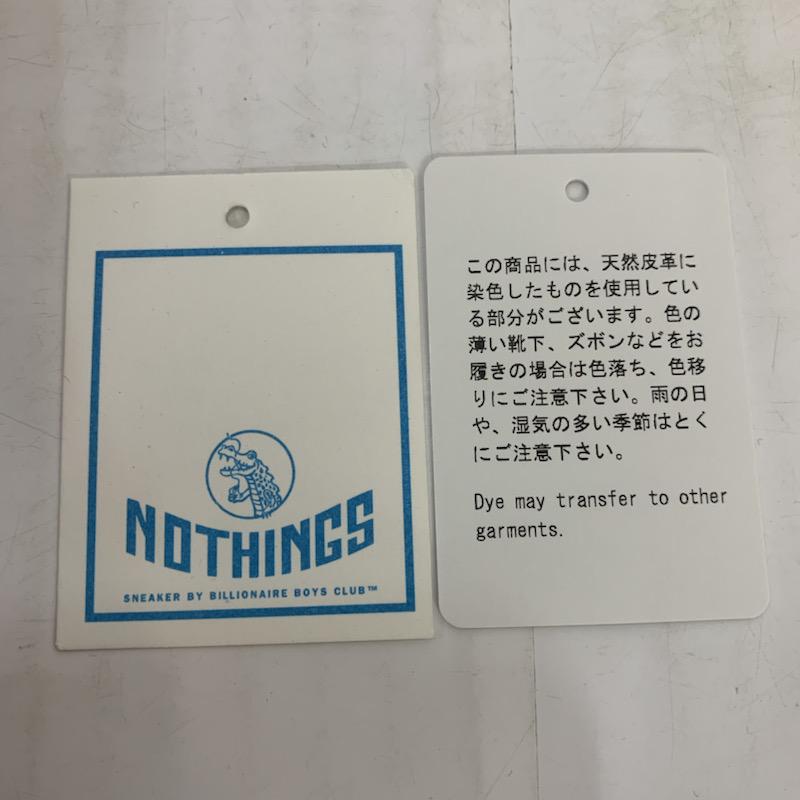 NOTHINGS
SNEAKER BY BILLIONAIRE BOYS CLUB™
この商品には、天然皮革に
染色したものを使用してい
る部分がございます。色の
薄い靴下、ズボンなどをお
履きの場合は色落ち、色移
りにご注意下さい。雨の日
や、湿気の多い季節はとく
にご注意下さい。
Dye may transfer to other
garments.